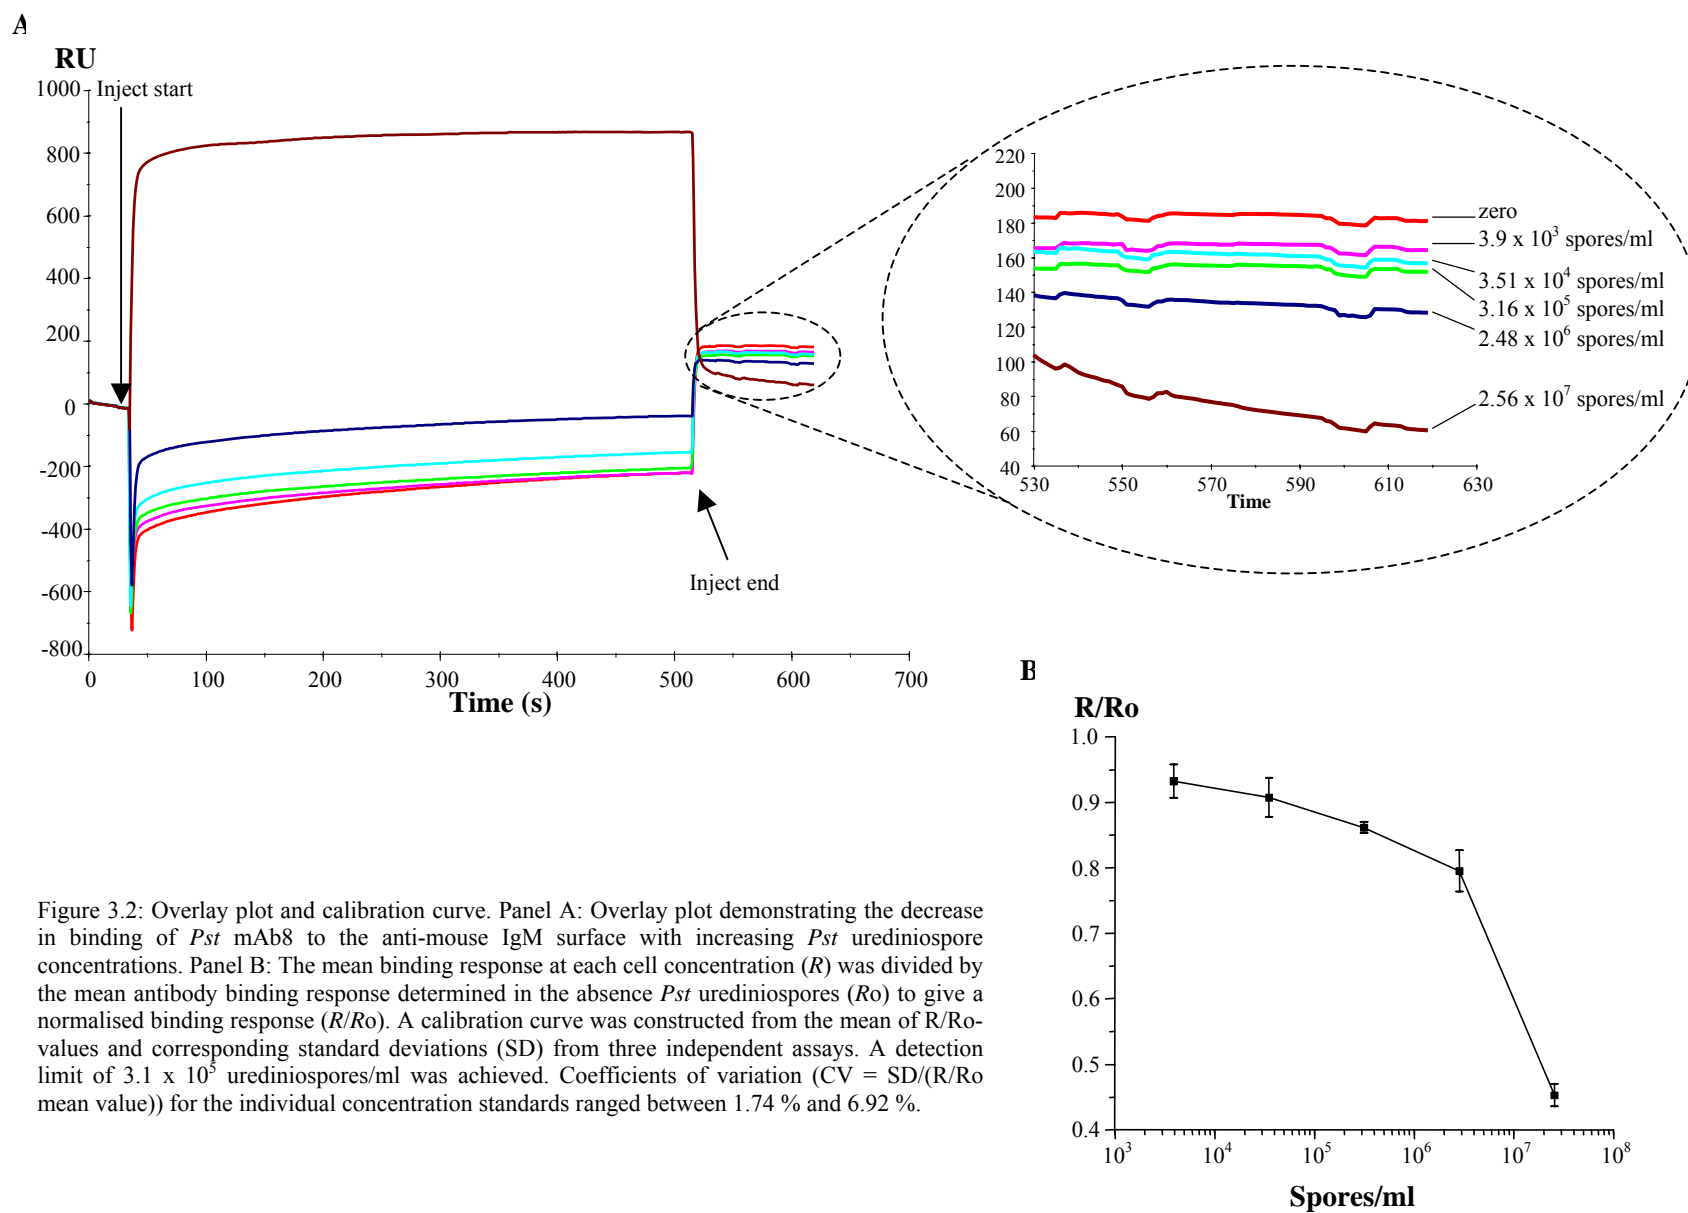 A
RU
Inject start
1000
800
600
400
200
0
-200
-400
-600
-800
0 100 200 300 400 500 600 700
Time (s)
Inject end
220
200
180
160
140
120
100
80
60
40
530 550 570 590 610 630
Time
zero
3.9 x 10³ spores/ml
3.51 x 10⁴ spores/ml
3.16 x 10⁵ spores/ml
2.48 x 10⁶ spores/ml
2.56 x 10⁷ spores/ml
B
R/Ro
1.0
0.9
0.8
0.7
0.6
0.5
0.4
10³ 10⁴ 10⁵ 10⁶ 10⁷ 10⁸
Spores/ml
Figure 3.2: Overlay plot and calibration curve. Panel A: Overlay plot demonstrating the decrease
in binding of Pst mAb8 to the anti-mouse IgM surface with increasing Pst urediniospore
concentrations. Panel B: The mean binding response at each cell concentration (R) was divided by
the mean antibody binding response determined in the absence Pst urediniospores (Ro) to give a
normalised binding response (R/Ro). A calibration curve was constructed from the mean of R/Ro-
values and corresponding standard deviations (SD) from three independent assays. A detection
limit of 3.1 x 10⁵ urediniospores/ml was achieved. Coefficients of variation (CV = SD/(R/Ro
mean value)) for the individual concentration standards ranged between 1.74 % and 6.92 %.